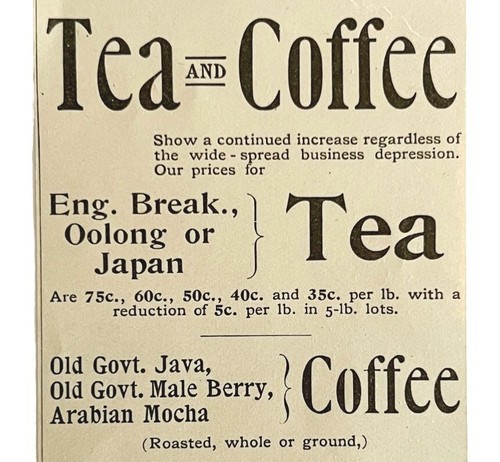 Tea AND Coffee
Show a continued increase regardless of
the wide-spread business depression.
Our prices for
Eng. Break.,
Oolong or
Japan
} Tea
Are 75c., 60c., 50c., 40c. and 35c. per lb. with a
reduction of 5c. per lb. in 5-lb. lots.
Old Govt. Java,
Old Govt. Male Berry,
Arabian Mocha
} Coffee
(Roasted, whole or ground,)